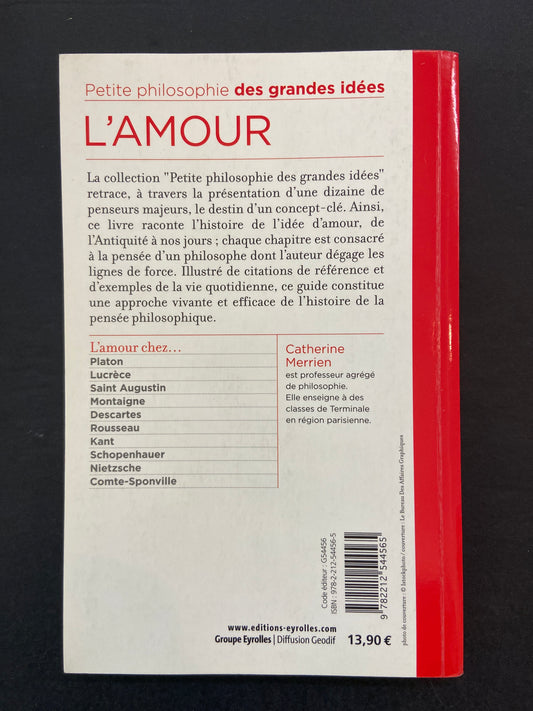 Petite philosophie des grandes idées
L'AMOUR
La collection "Petite philosophie des grandes idées"
retrace, à travers la présentation d'une dizaine de
penseurs majeurs, le destin d'un concept-clé. Ainsi,
ce livre raconte l'histoire de l'idée d'amour, de
l'Antiquité à nos jours ; chaque chapitre est consacré
à la pensée d'un philosophe dont l'auteur dégage les
lignes de force. Illustré de citations de référence et
d'exemples de la vie quotidienne, ce guide constitue
une approche vivante et efficace de l'histoire de la
pensée philosophique.
L'amour chez…
Platon
Lucrèce
Saint Augustin
Montaigne
Descartes
Rousseau
Kant
Schopenhauer
Nietzsche
Comte-Sponville
Catherine
Merrien
est professeur agrégé
de philosophie.
Elle enseigne à des
classes de Terminale
en région parisienne.
Code éditeur : G54456
ISBN : 978-2-212-54456-5
9 782212 544565
photo de couverture : © Istockphoto / couverture : Le Bureau Des Affaires Graphiques
www.editions-eyrolles.com
Groupe Eyrolles | Diffusion Geodif
13,90 €